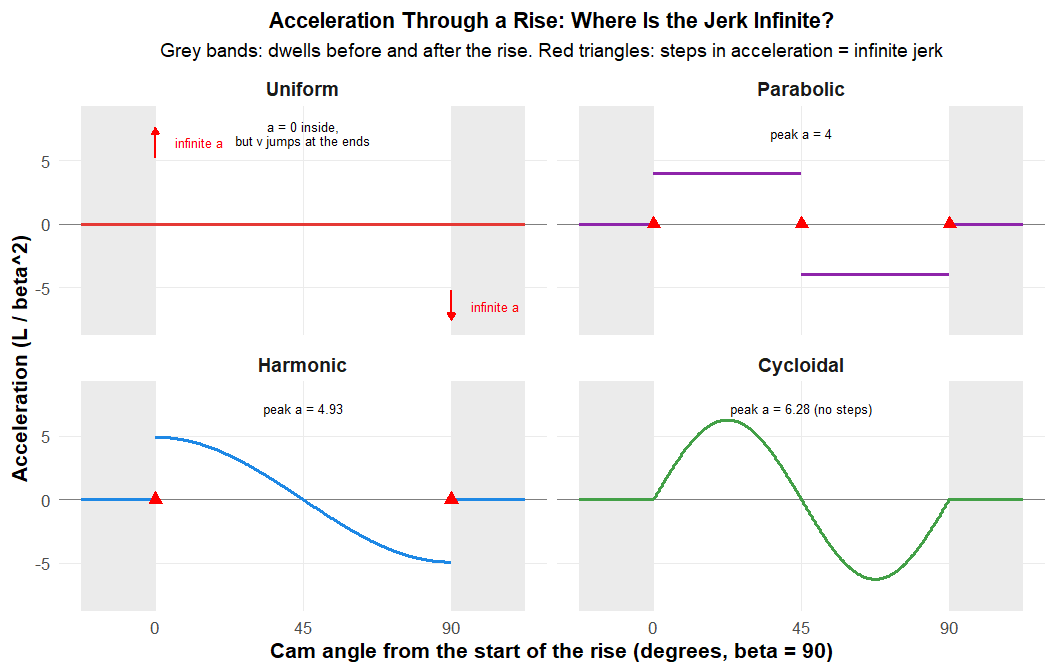 Acceleration Through a Rise: Where Is the Jerk Infinite?
Grey bands: dwells before and after the rise. Red triangles: steps in acceleration = infinite jerk
Uniform
Parabolic
a = 0 inside,
but v jumps at the ends
infinite a
infinite a
peak a = 4
5
0
-5
Harmonic
Cycloidal
peak a = 4.93
peak a = 6.28 (no steps)
5
0
-5
0
45
90
0
45
90
Acceleration (L / beta^2)
Cam angle from the start of the rise (degrees, beta = 90)